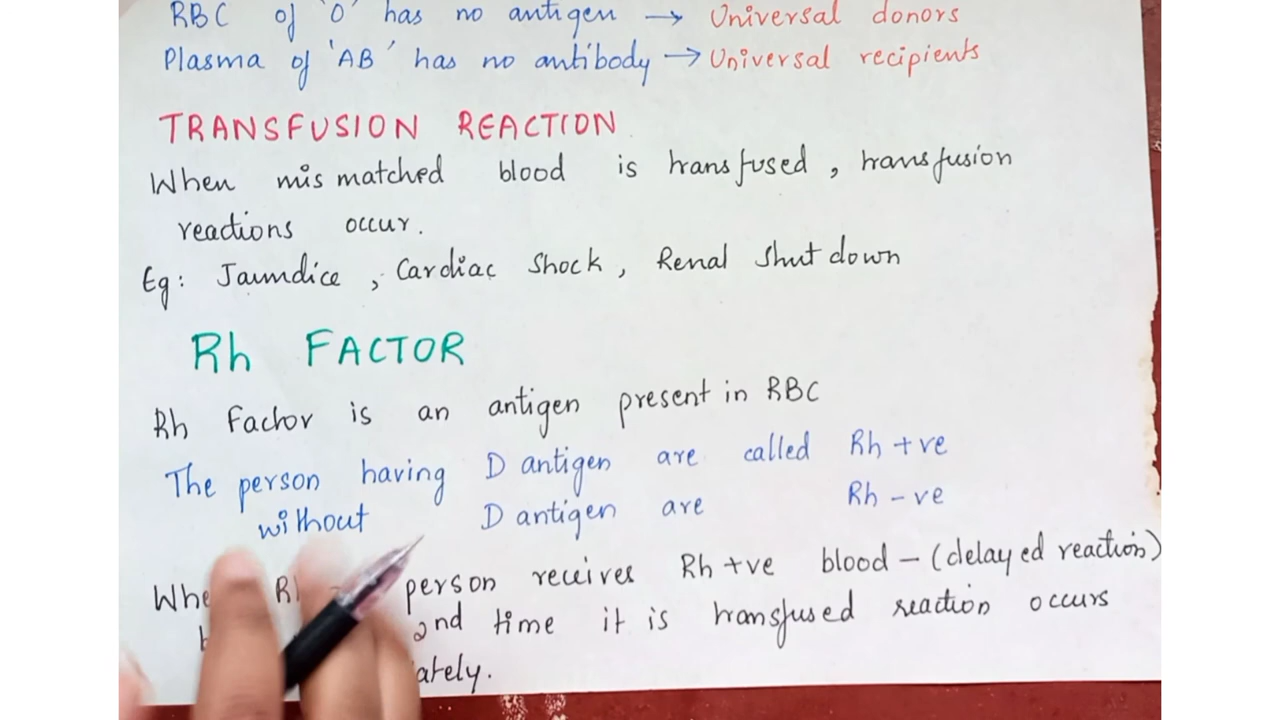 RBC of 'O' has no antigen → Universal donors
Plasma of 'AB' has no antibody → Universal recipients
TRANSFUSION REACTION
When mismatched blood is transfused, transfusion
reactions occur.
Eg: Jaundice, Cardiac Shock, Renal Shut down
Rh FACTOR
Rh Factor is an antigen present in RBC
The person having D antigen are called Rh +ve
without D antigen are Rh -ve
person receives Rh +ve blood - (delayed reaction)
2nd time it is transfused reaction occurs